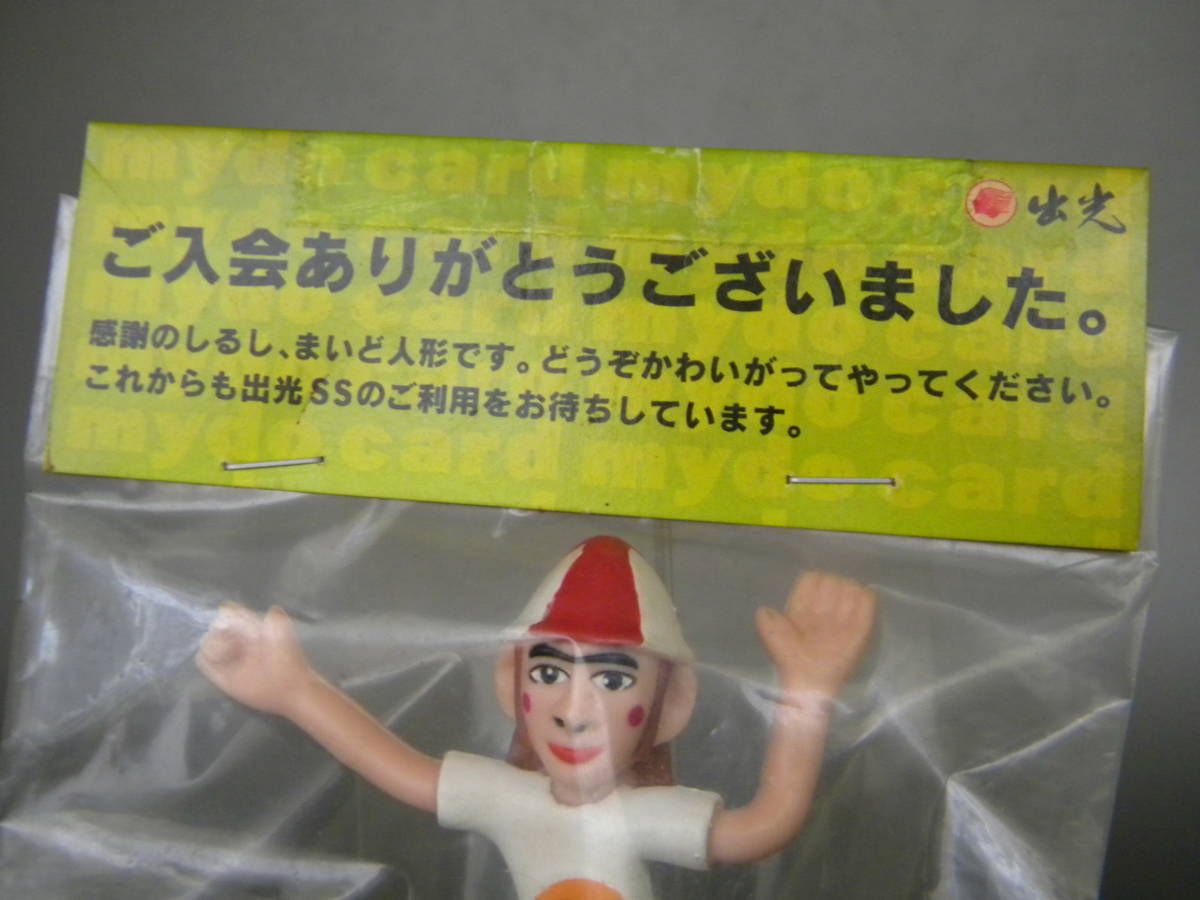 mydo card mydo card
出光
ご入会ありがとうございました。
感謝のしるし、まいど人形です。どうぞかわいがってやってください。
これからも出光SSのご利用をお待ちしています。
mydo card mydo card